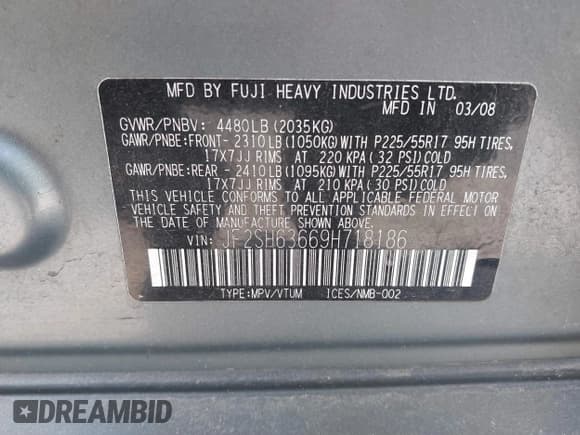 MFD BY FUJI HEAVY INDUSTRIES LTD.
MFD IN 03/08
GVWR/PNBV: 4480LB (2035KG)
GAWR/PNBE:FRONT- 2310LB (1050KG) WITH P225/55R17 95H TIRES,
17X7JJ RIMS AT 220 KPA (32 PSI) COLD
GAWR/PNBE:REAR - 2410LB (1095KG) WITH P225/55R17 95H TIRES,
17X7JJ RIMS AT 210 KPA (30 PSI) COLD
THIS VEHICLE CONFORMS TO ALL APPLICABLE FEDERAL MOTOR
VEHICLE SAFETY AND THEFT PREVENTION STANDARDS IN EFFECT ON
THE DATE OF MANUFACTURE SHOWN ABOVE.
VIN: JF2SH63669H718186
TYPE:MPV/VTUM ICES/NMB-002
DREAMBID